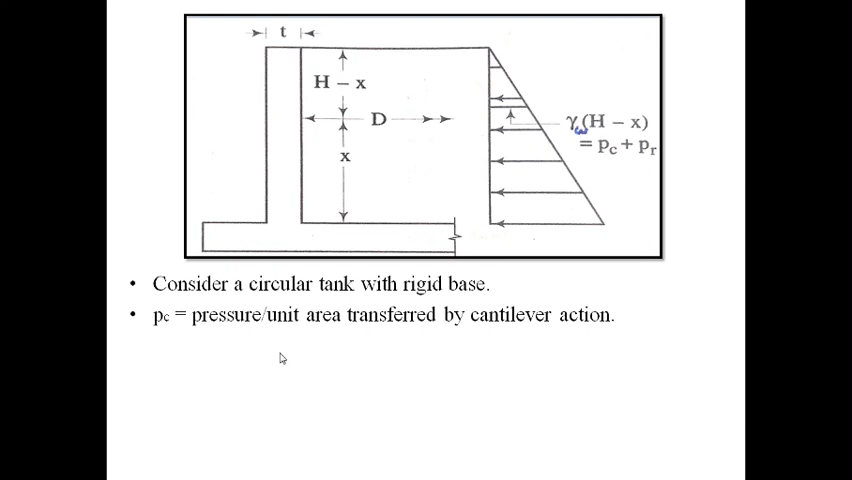 t
H – x
D
x
γω(H – x)
= pc + pr
• Consider a circular tank with rigid base.
• pc = pressure/unit area transferred by cantilever action.